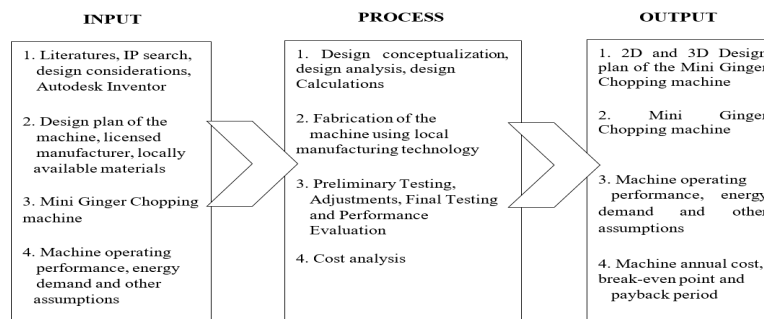 INPUT
1. Literatures, IP search,
design considerations,
Autodesk Inventor
2. Design plan of the
machine, licensed
manufacturer, locally
available materials
3. Mini Ginger Chopping
machine
4. Machine operating
performance, energy
demand and other
assumptions
PROCESS
1. Design conceptualization,
design analysis, design
Calculations
2. Fabrication of the
machine using local
manufacturing technology
3. Preliminary Testing,
Adjustments, Final Testing
and Performance
Evaluation
4. Cost analysis
OUTPUT
1. 2D and 3D Design
plan of the Mini Ginger
Chopping machine
2. Mini Ginger
Chopping machine
3. Machine operating
performance, energy
demand and other
assumptions
4. Machine annual cost,
break-even point and
payback period